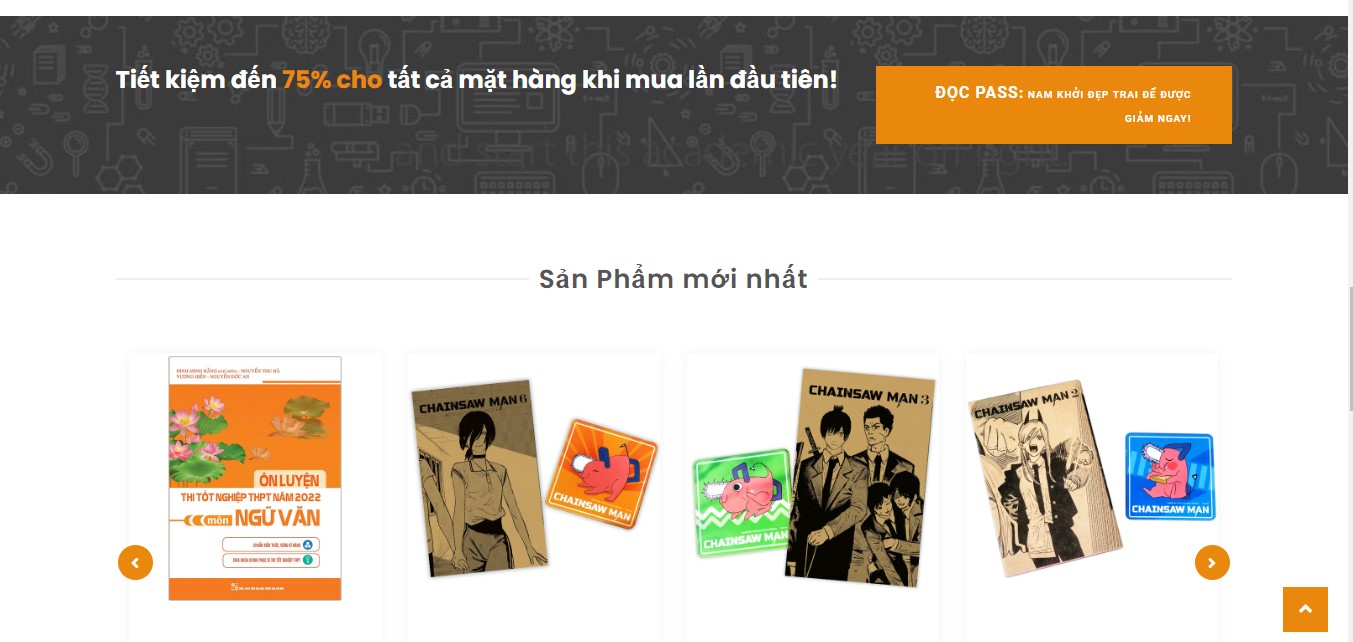 Tiết kiệm đến 75% cho tất cả mặt hàng khi mua lần đầu tiên!
ĐỌC PASS: NAM KHỞI ĐẸP TRAI ĐỂ ĐƯỢC
GIẢM NGAY!
Sản Phẩm mới nhất
ÔN LUYỆN
THI TỐT NGHIỆP THPT NĂM 2022
môn NGỮ VĂN
CHAINSAW MAN 6
CHAINSAW MAN
CHAINSAW MAN 3
CHAINSAW MAN
CHAINSAW MAN 2
CHAINSAW MAN